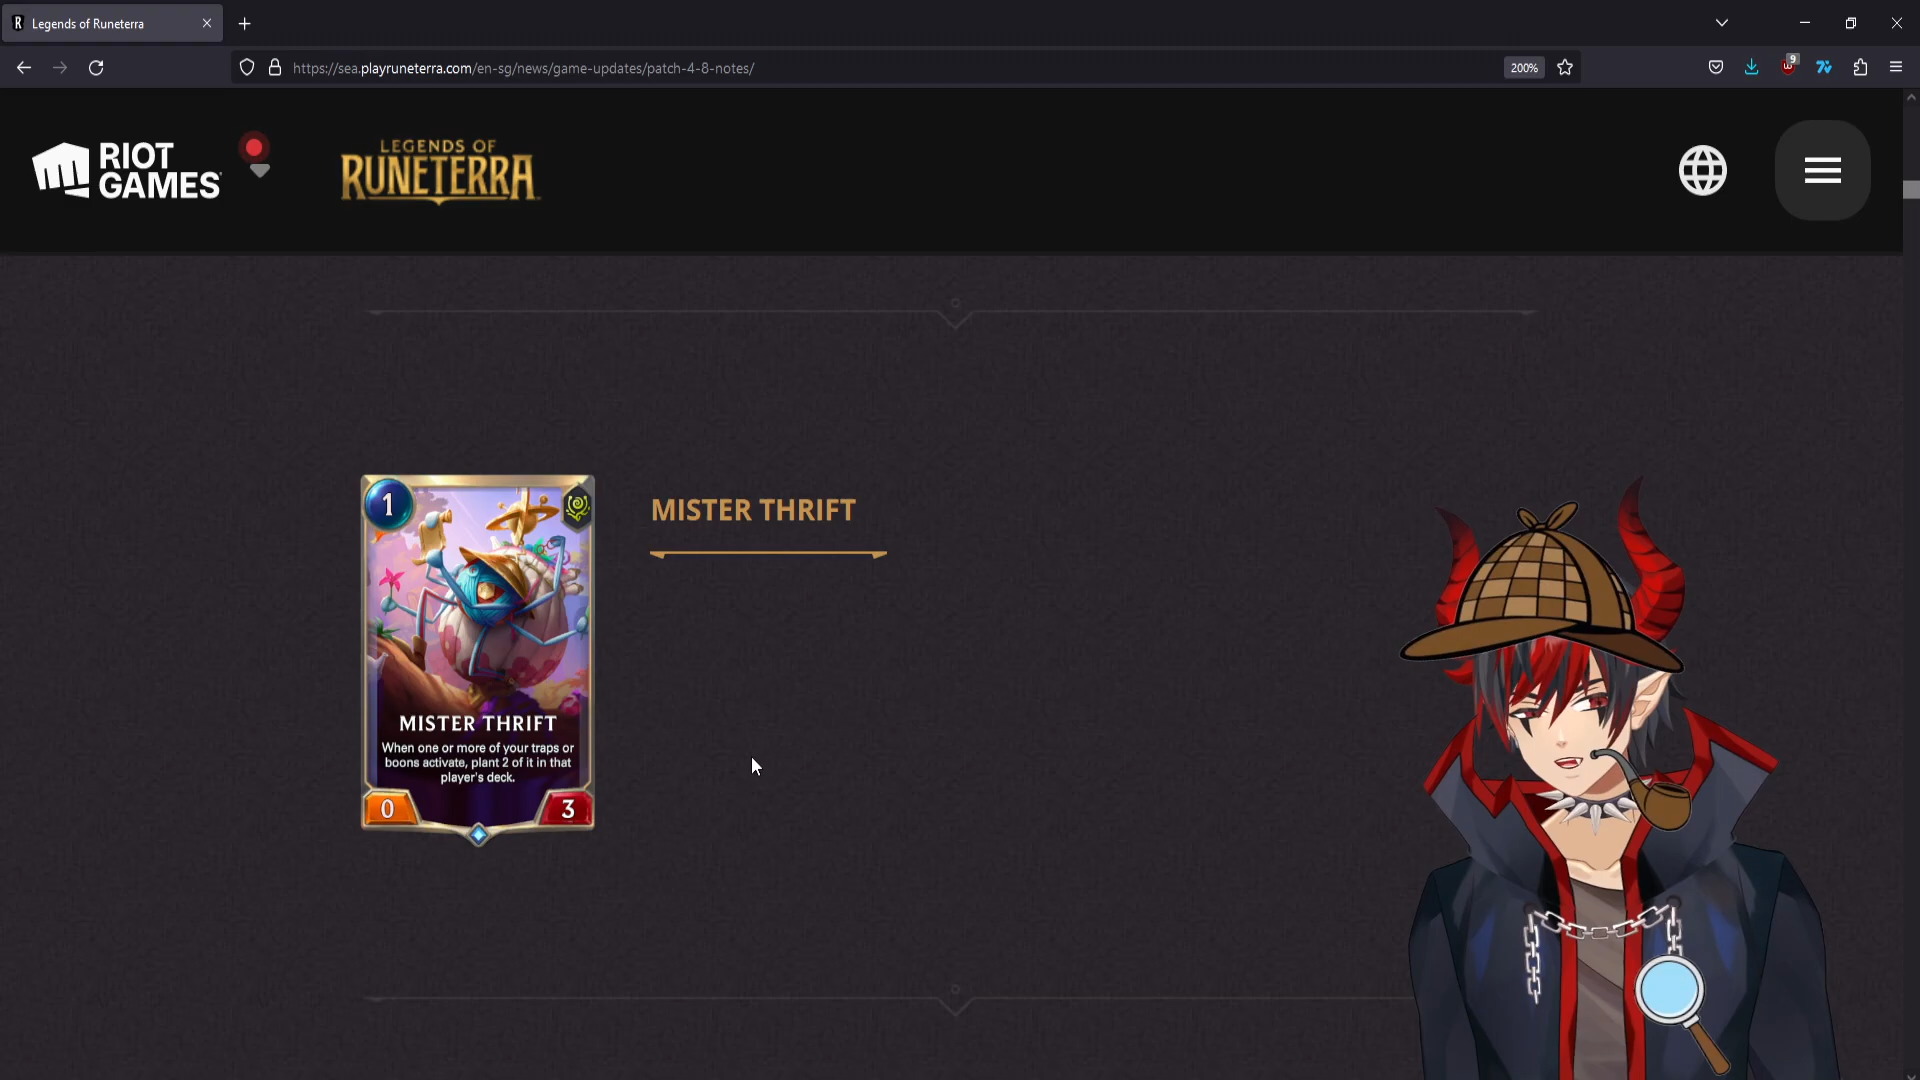 Legends of Runeterra
https://sea.playruneterra.com/en-sg/news/game-updates/patch-4-8-notes/
200%
9
RIOT
GAMES
LEGENDS OF
RUNETERRA
1
MISTER THRIFT
MISTER THRIFT
When one or more of your traps or
boons activate, plant 2 of it in that
player's deck.
0
3